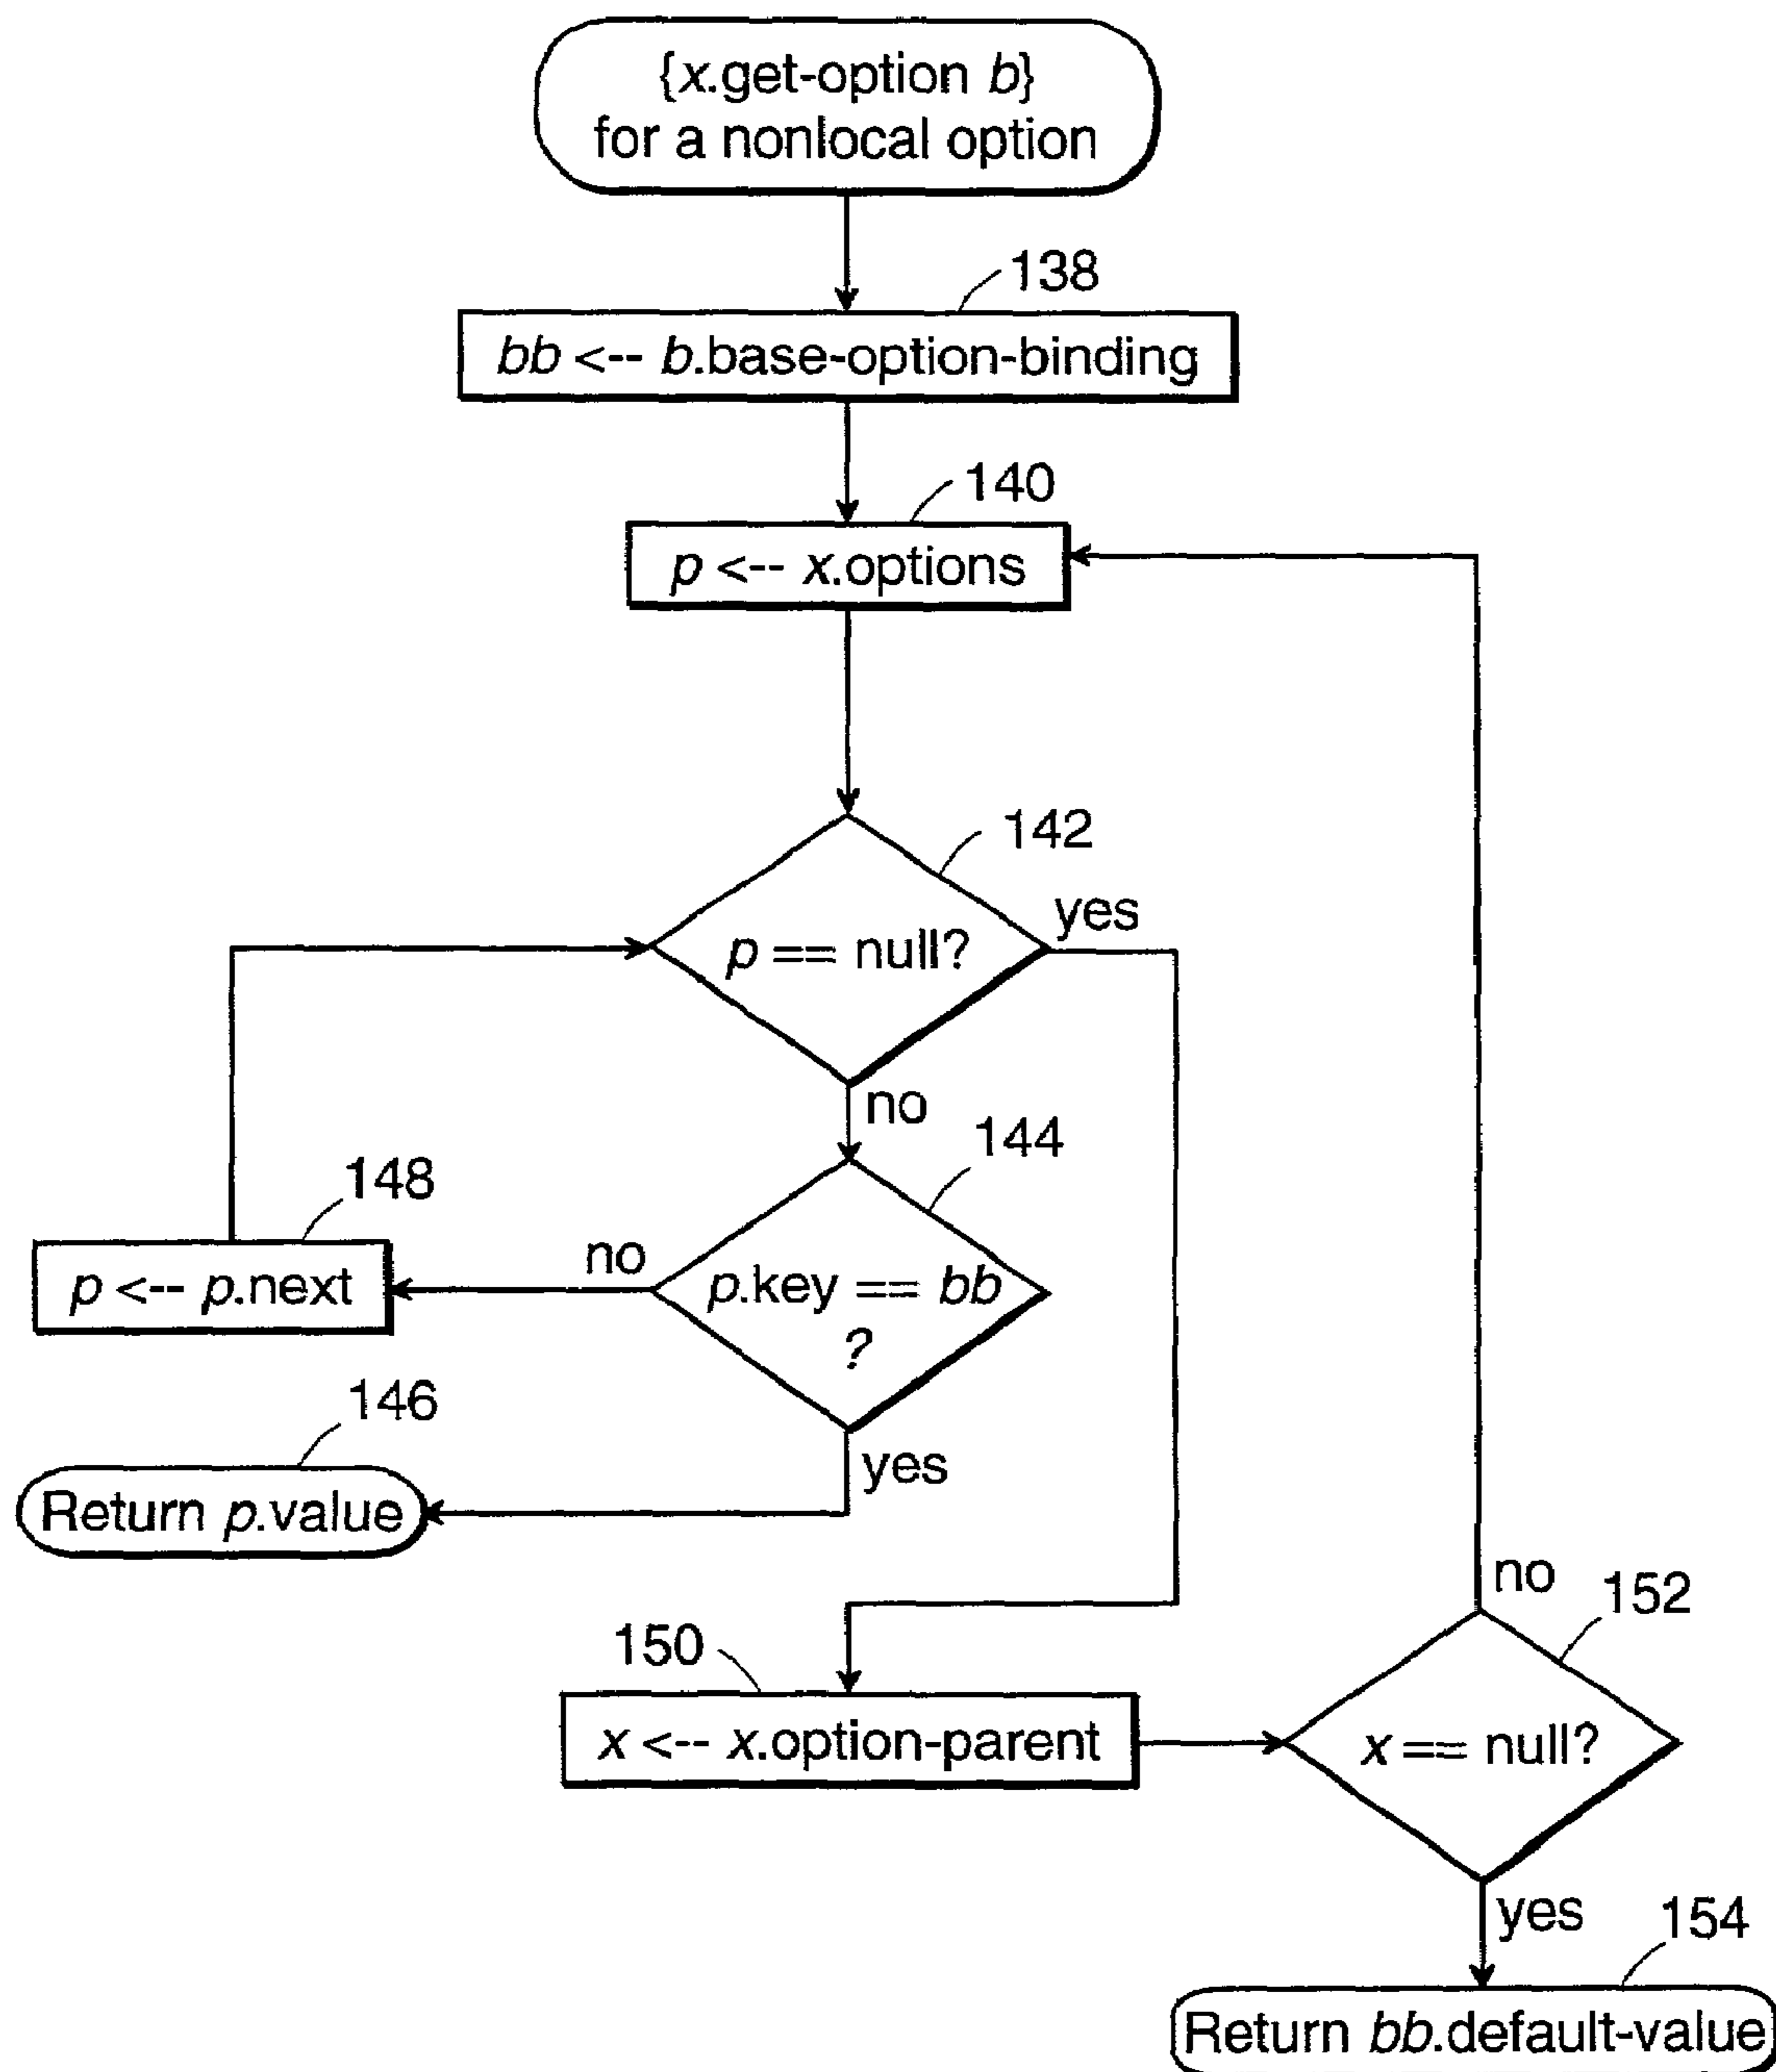 {x.get-option b}
for a nonlocal option
138
bb <-- b.base-option-binding
140
p <-- x.options
142
yes
p == null?
no
144
148
no
p <-- p.next
p.key == bb
?
146
yes
Return p.value
no
152
150
x <-- x.option-parent
x == null?
yes
154
Return bb.default-value